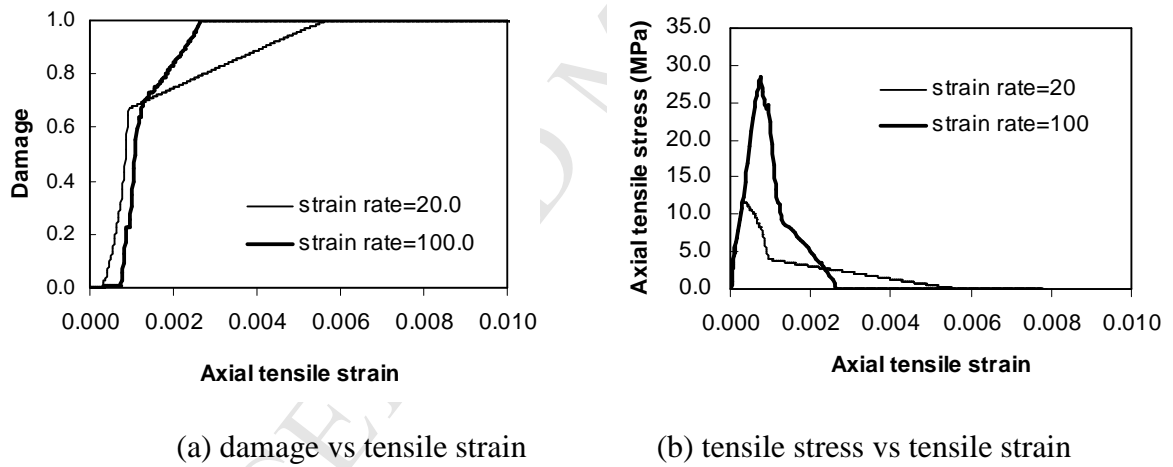 1.0
0.8
0.6
0.4
0.2
0.0
Damage
strain rate=20.0
strain rate=100.0
0.000 0.002 0.004 0.006 0.008 0.010
Axial tensile strain
(a) damage vs tensile strain
35.0
30.0
25.0
20.0
15.0
10.0
5.0
0.0
Axial tensile stress (MPa)
strain rate=20
strain rate=100
0.000 0.002 0.004 0.006 0.008 0.010
Axial tensile strain
(b) tensile stress vs tensile strain